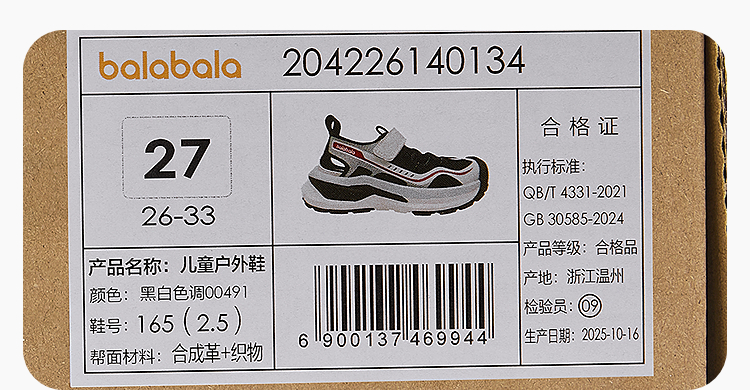 balabala 204226140134
27
26-33
balabala
合格证
执行标准：
QB/T 4331-2021
GB 30585-2024
产品等级：合格品
产地：浙江温州
检验员：09
生产日期：2025-10-16
产品名称：儿童户外鞋
颜色：黑白色调00491
鞋号：165（2.5）
帮面材料：合成革+织物
6 900137 469944